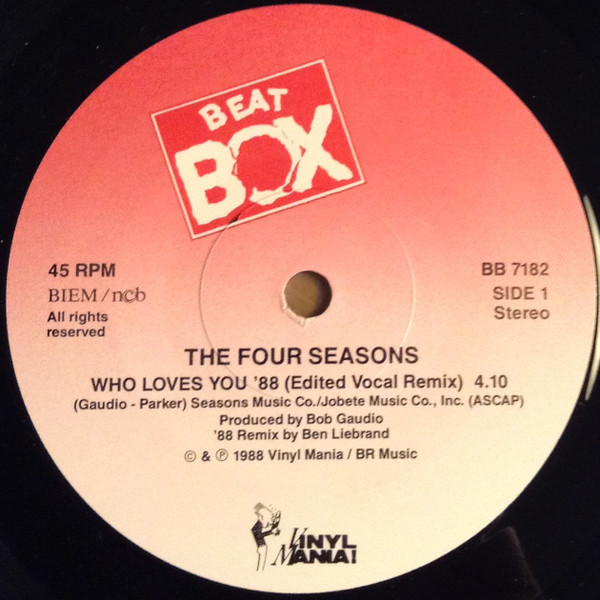 BEAT
BOX
45 RPM
BIEM / ncb
All rights
reserved
BB 7182
SIDE 1
Stereo
THE FOUR SEASONS
WHO LOVES YOU '88 (Edited Vocal Remix) 4.10
(Gaudio - Parker) Seasons Music Co./Jobete Music Co., Inc. (ASCAP)
Produced by Bob Gaudio
'88 Remix by Ben Liebrand
© & ℗ 1988 Vinyl Mania / BR Music
VINYL
MANIA!